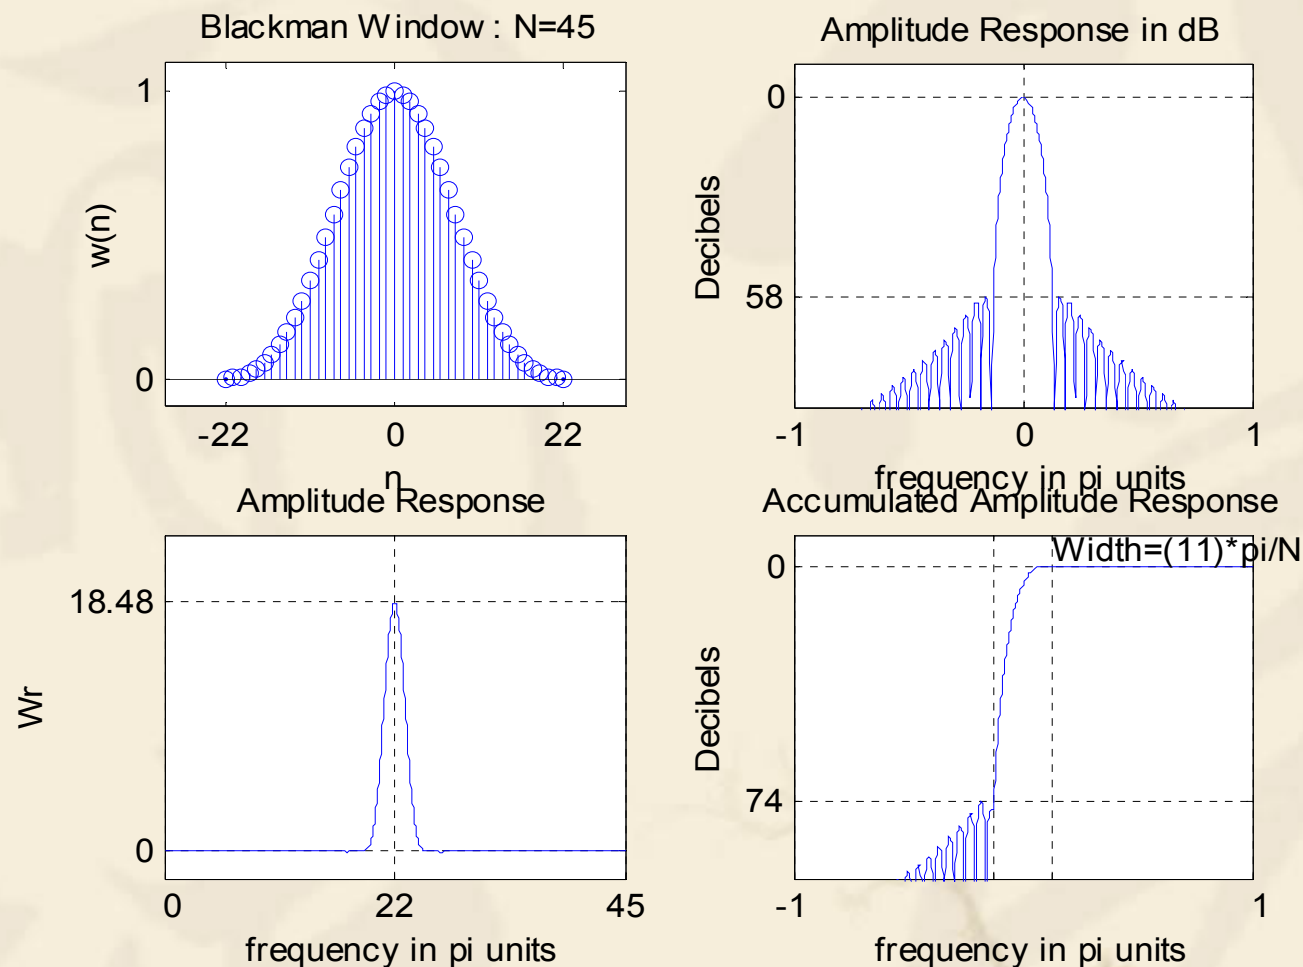 Blackman Window : N=45
1
w(n)
0
-22
0
22
n
Amplitude Response in dB
0
Decibels
58
-1
0
1
frequency in pi units
Amplitude Response
18.48
Wr
0
0
22
45
frequency in pi units
Accumulated Amplitude Response
Width=(11)*pi/N
0
Decibels
74
-1
1
frequency in pi units